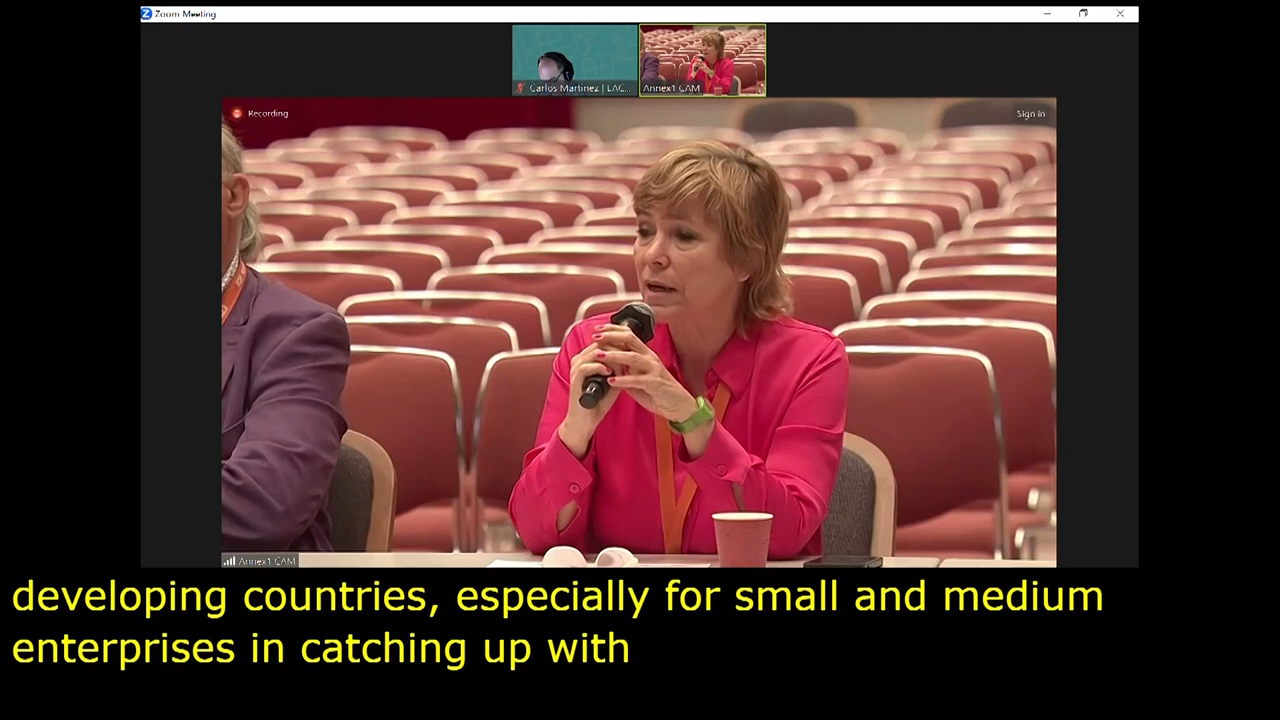 Zoom Meeting
Carlos Martinez | LAC...
Annex1 CAM
Recording
Sign in
Annex1 CAM
developing countries, especially for small and medium
enterprises in catching up with